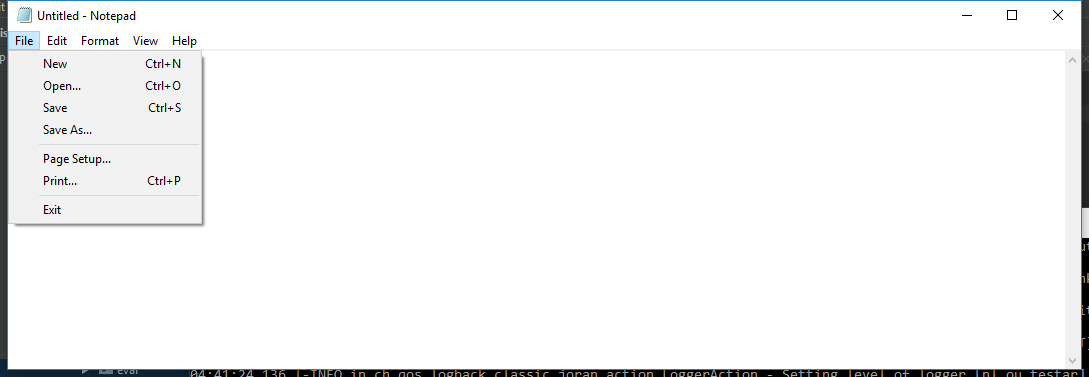 Untitled - Notepad
File Edit Format View Help
New Ctrl+N
Open... Ctrl+O
Save Ctrl+S
Save As...
Page Setup...
Print... Ctrl+P
Exit
eval
04:41:24,136 |-INFO in ch.qos.logback.classic.joran.action.LoggerAction - Setting level of logger [nl.ou.testar